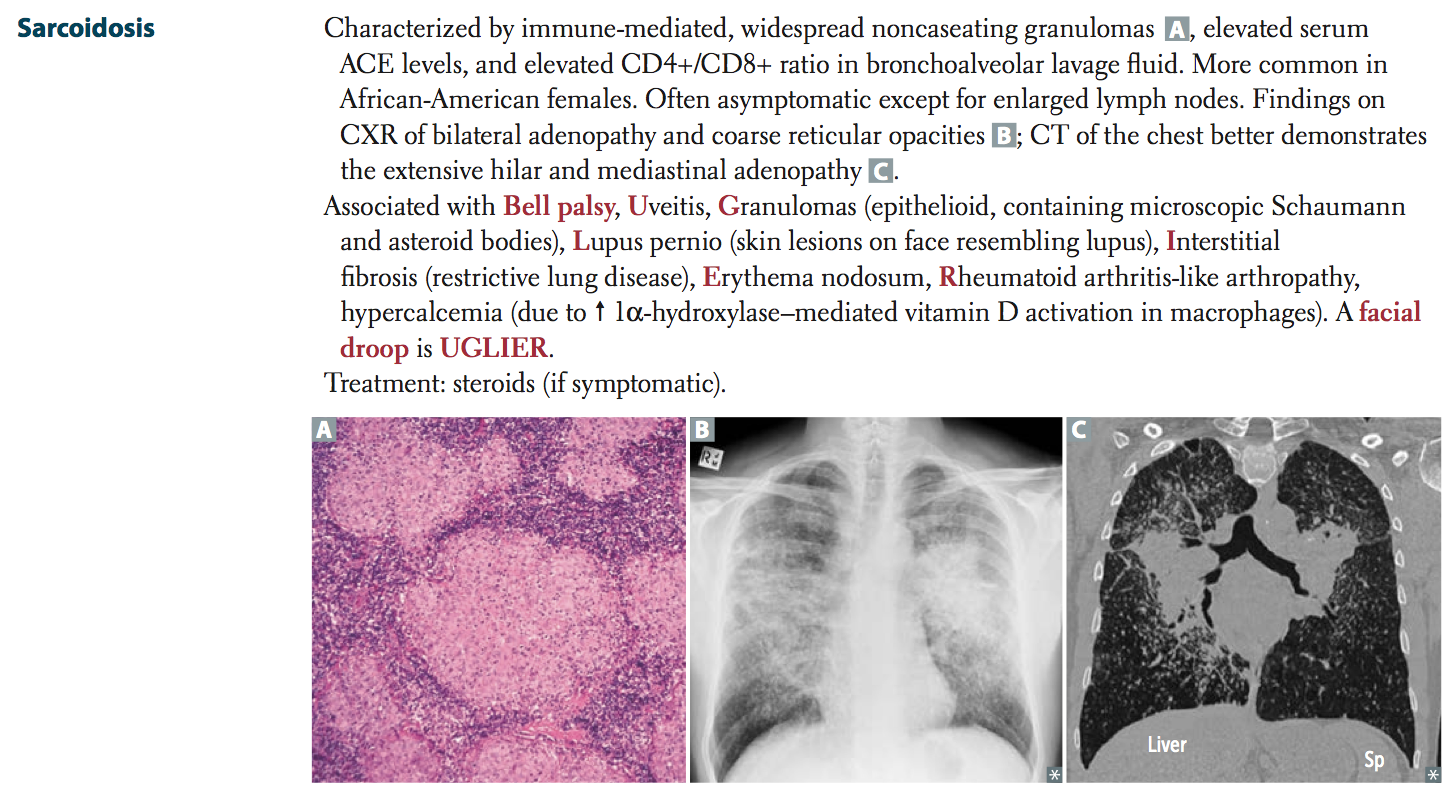 Sarcoidosis
Characterized by immune-mediated, widespread noncaseating granulomas A, elevated serum
ACE levels, and elevated CD4+/CD8+ ratio in bronchoalveolar lavage fluid. More common in
African-American females. Often asymptomatic except for enlarged lymph nodes. Findings on
CXR of bilateral adenopathy and coarse reticular opacities B; CT of the chest better demonstrates
the extensive hilar and mediastinal adenopathy C.
Associated with Bell palsy, Uveitis, Granulomas (epithelioid, containing microscopic Schaumann
and asteroid bodies), Lupus pernio (skin lesions on face resembling lupus), Interstitial
fibrosis (restrictive lung disease), Erythema nodosum, Rheumatoid arthritis-like arthropathy,
hypercalcemia (due to ↑ 1α-hydroxylase–mediated vitamin D activation in macrophages). A facial
droop is UGLIER.
Treatment: steroids (if symptomatic).
A
B
C
Liver
Sp